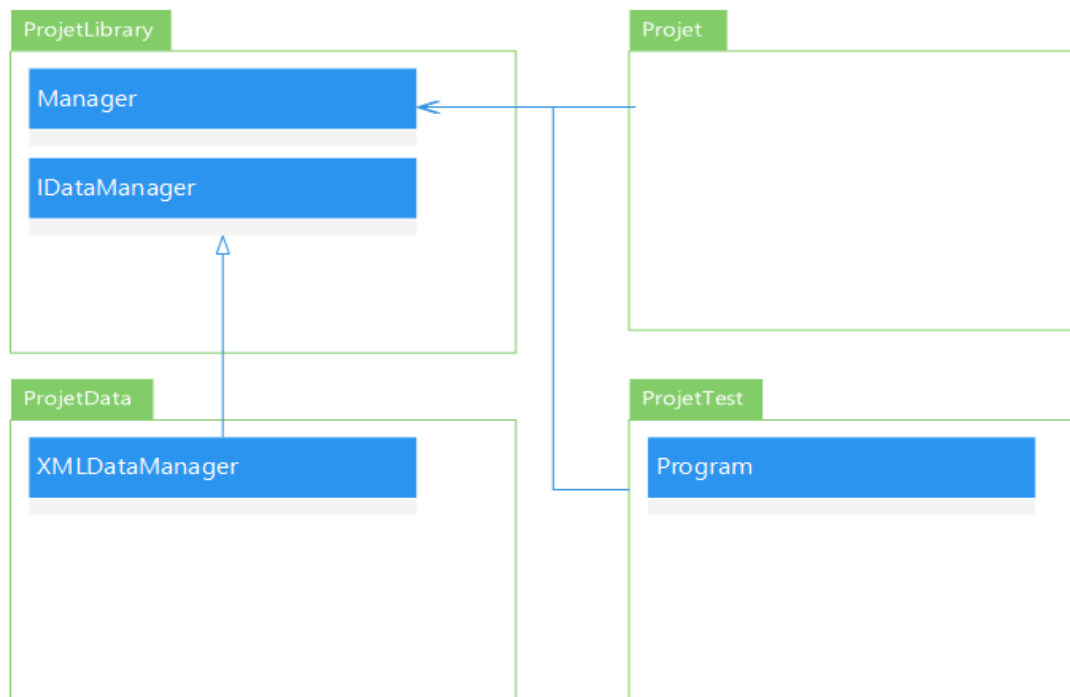 ProjetLibrary
Manager
IDataManager
Projet
ProjetData
XMLDataManager
ProjetTest
Program